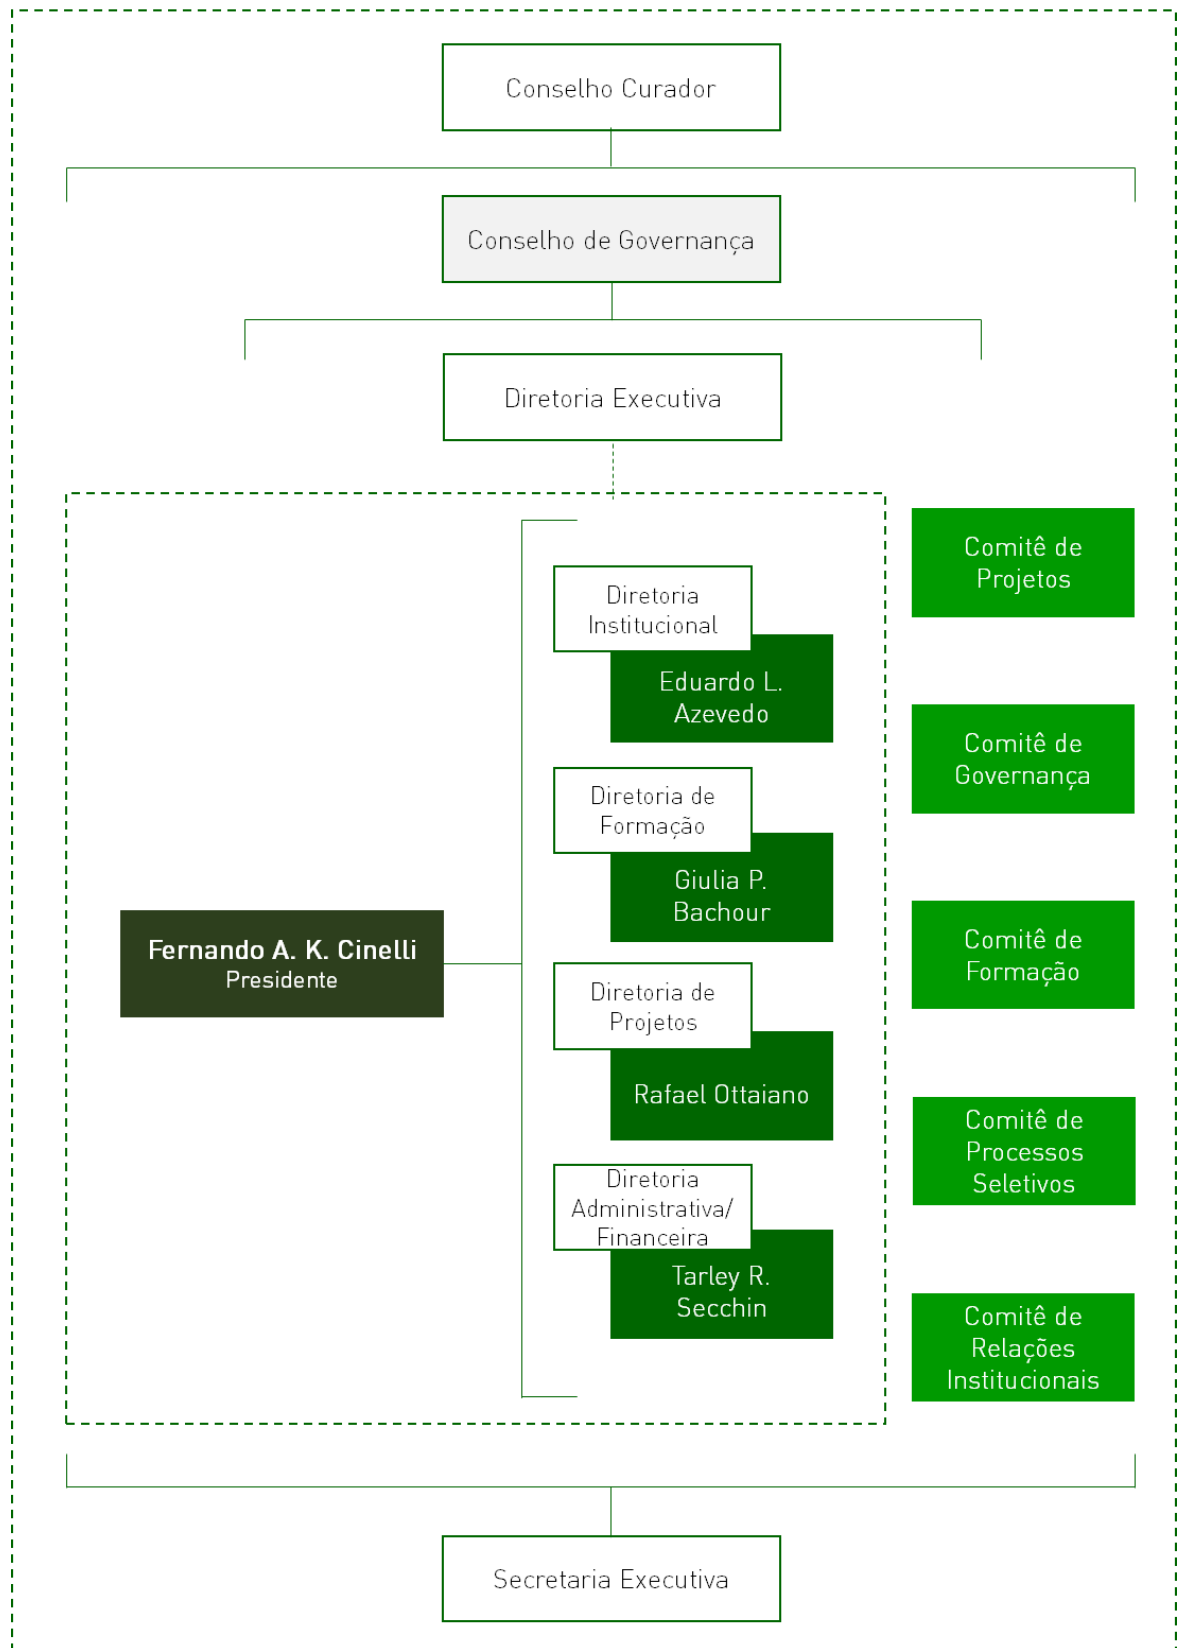 Conselho Curador
Conselho de Governança
Diretoria Executiva
Fernando A. K. Cinelli
Presidente
Diretoria
Institucional
Eduardo L.
Azevedo
Diretoria de
Formação
Giulia P.
Bachour
Diretoria de
Projetos
Rafael Ottaiano
Diretoria
Administrativa/
Financeira
Tarley R.
Secchin
Comitê de
Projetos
Comitê de
Governança
Comitê de
Formação
Comitê de
Processos
Seletivos
Comitê de
Relações
Institucionais
Secretaria Executiva